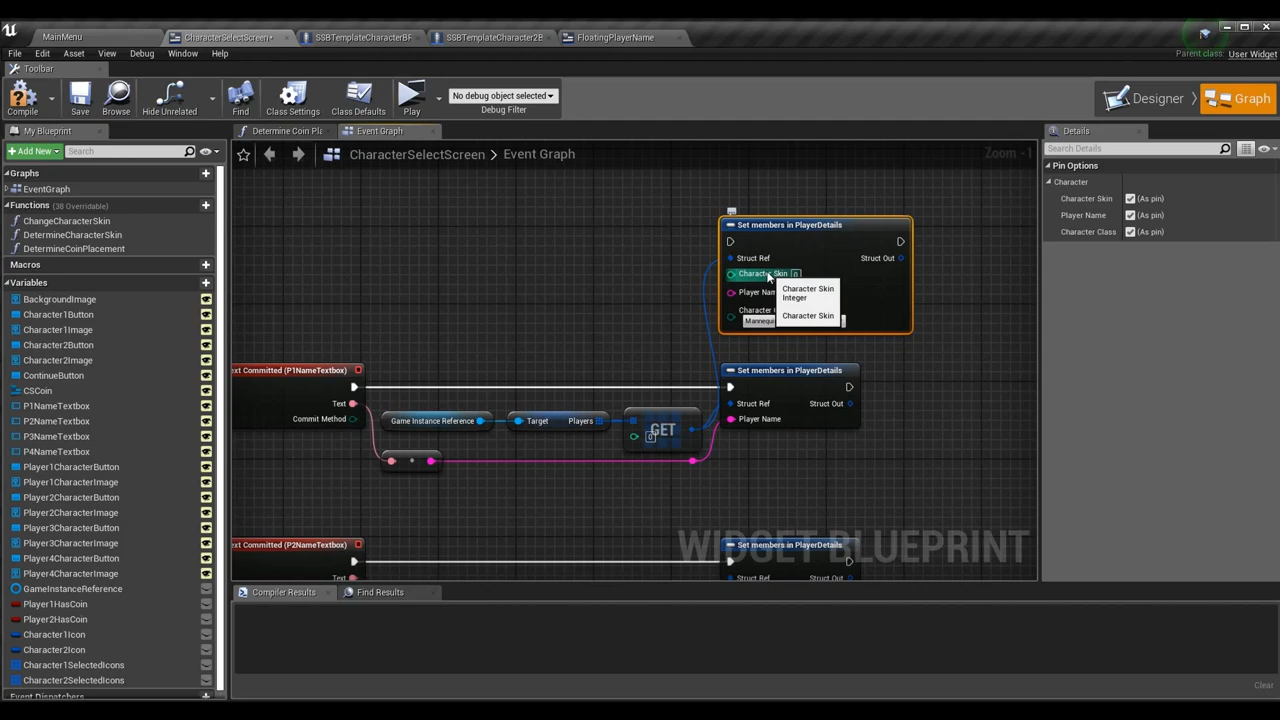 MainMenu
CharacterSelectScreen*
SSBTemplateCharacterBF
SSBTemplateCharacter2E
FloatingPlayerName
Parent class: User Widget
File Edit Asset View Debug Window Help
Toolbar
Compile
Save
Browse
Hide Unrelated
Find
Class Settings
Class Defaults
Play
No debug object selected
Debug Filter
Designer
Graph
My Blueprint
Add New
Search
Graphs
EventGraph
Functions (38 Overridable)
ChangeCharacterSkin
DetermineCharacterSkin
DetermineCoinPlacement
Macros
Variables
BackgroundImage
Character1Button
Character1Image
Character2Button
Character2Image
ContinueButton
CSCoin
P1NameTextbox
P2NameTextbox
P3NameTextbox
P4NameTextbox
Player1CharacterButton
Player1CharacterImage
Player2CharacterButton
Player2CharacterImage
Player3CharacterButton
Player3CharacterImage
Player4CharacterButton
Player4CharacterImage
GameInstanceReference
Player1HasCoin
Player2HasCoin
Character1Icon
Character2Icon
Character1SelectedIcons
Character2SelectedIcons
Event Dispatchers
Determine Coin Pla
Event Graph
CharacterSelectScreen > Event Graph
Zoom -1
Set members in PlayerDetails
Struct Ref
Struct Out
Character Skin 0
Player Nam
Character
Mannequi
Character Skin
Integer
Character Skin
ext Committed (P1NameTextbox)
Text
Commit Method
Game Instance Reference
Target Players
GET
0
Set members in PlayerDetails
Struct Ref
Struct Out
Player Name
ext Committed (P2NameTextbox)
Text
Set members in PlayerDetails
Struct Ref
Struct Out
WIDGET BLUEPRINT
Compiler Results
Find Results
Clear
Details
Search Details
Pin Options
Character
Character Skin (As pin)
Player Name (As pin)
Character Class (As pin)